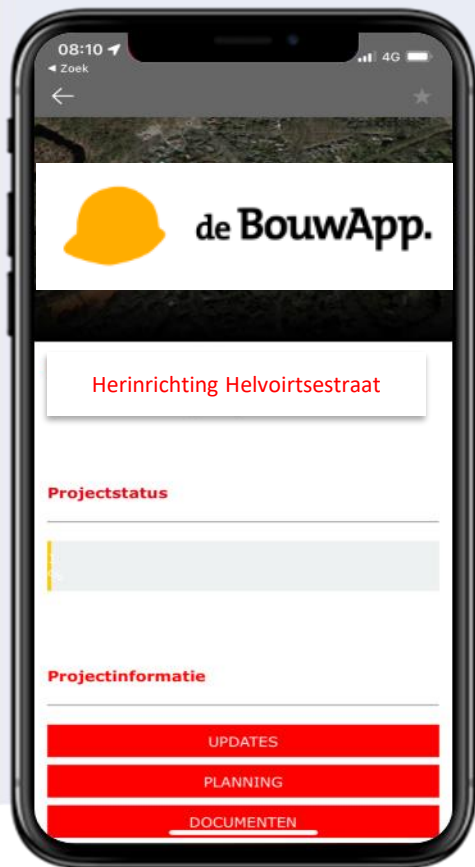 08:10
4G
◄ Zoek
de BouwApp.
Herinrichting Helvoirtsestraat
Projectstatus
Projectinformatie
UPDATES
PLANNING
DOCUMENTEN